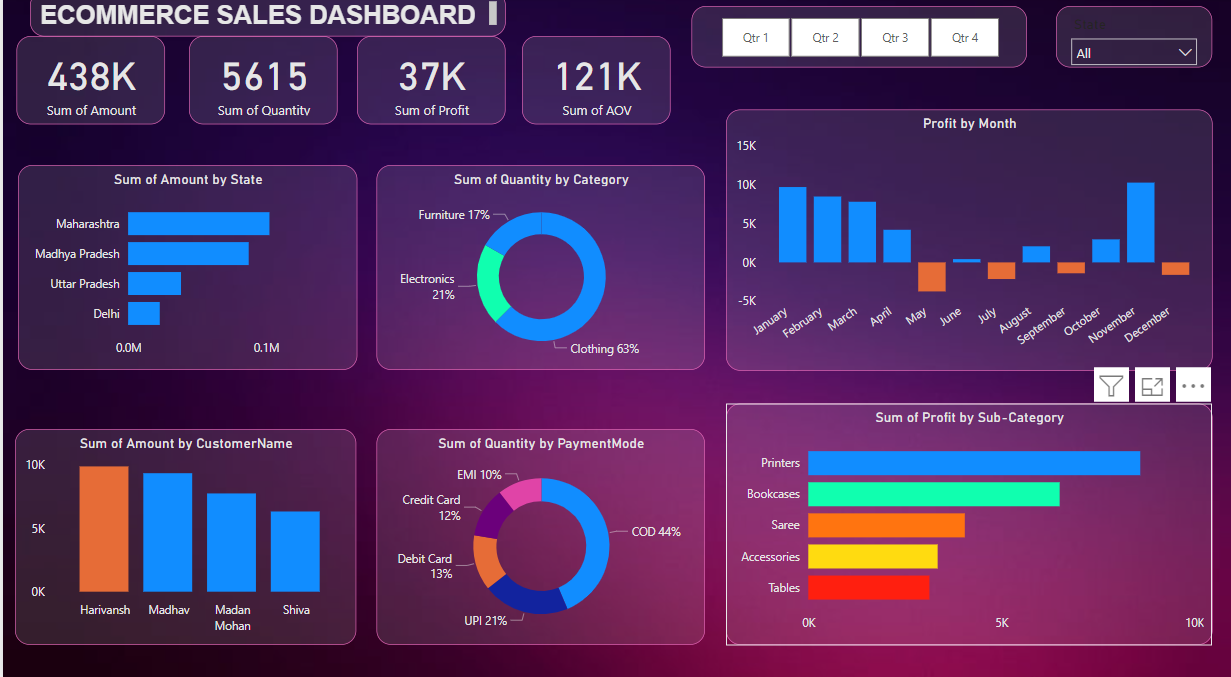 ECOMMERCE SALES DASHBOARD
Qtr 1
Qtr 2
Qtr 3
Qtr 4
State
All
438K
Sum of Amount
5615
Sum of Quantity
37K
Sum of Profit
121K
Sum of AOV
Profit by Month
15K
10K
5K
0K
-5K
January
February
March
April
May
June
July
August
September
October
November
December
Sum of Amount by State
Maharashtra
Madhya Pradesh
Uttar Pradesh
Delhi
0.0M
0.1M
Sum of Quantity by Category
Furniture 17%
Electronics
21%
Clothing 63%
Sum of Amount by CustomerName
10K
5K
0K
Harivansh
Madhav
Madan
Mohan
Shiva
Sum of Quantity by PaymentMode
EMI 10%
Credit Card
12%
COD 44%
Debit Card
13%
UPI 21%
Sum of Profit by Sub-Category
Printers
Bookcases
Saree
Accessories
Tables
0K
5K
10K